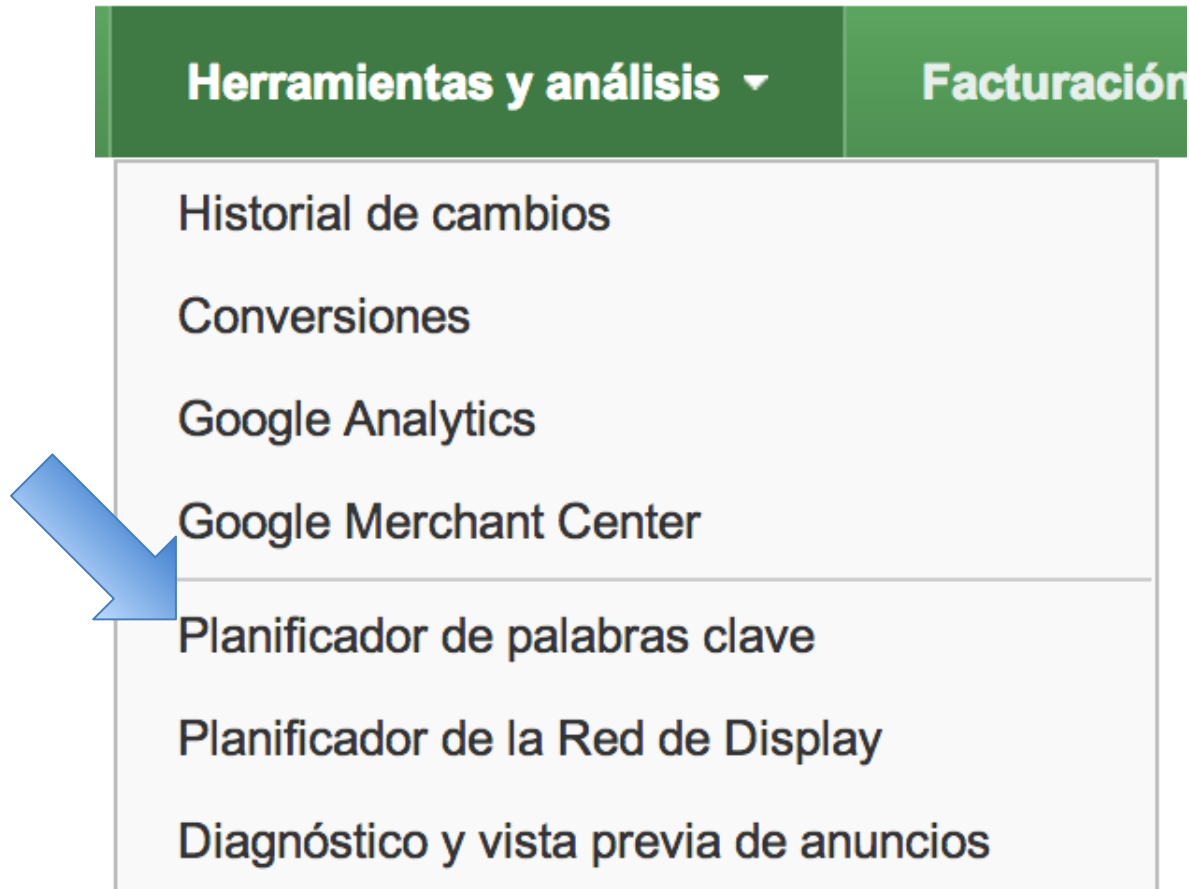 Herramientas y análisis Facturación
Historial de cambios
Conversiones
Google Analytics
Google Merchant Center
Planificador de palabras clave
Planificador de la Red de Display
Diagnóstico y vista previa de anuncios